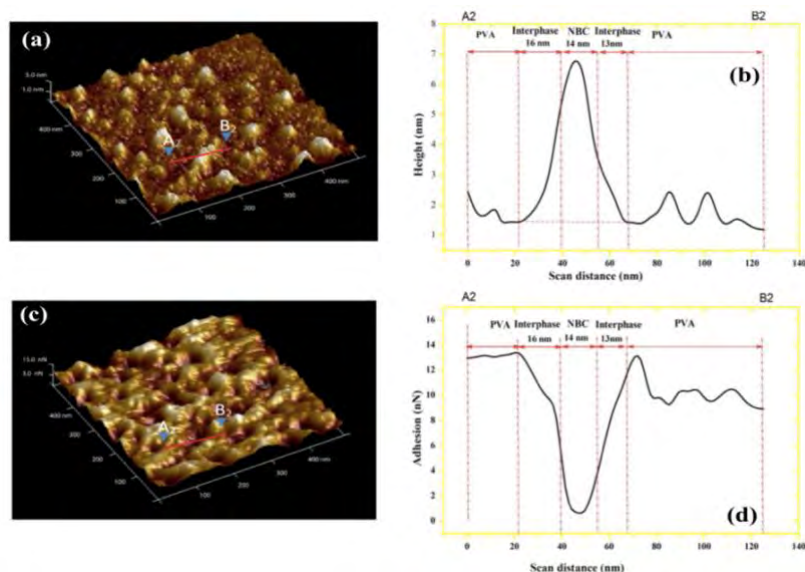 (a)
3.0 nm
1.0 nm
400 nm
300
200
100
100
200
300
400 nm
A
B
A2
B2
PVA
Interphase
16 nm
NBC
14 nm
Interphase
13nm
PVA
(b)
Height (nm)
8
7
6
5
4
3
2
1
0
20
40
60
80
100
120
140
Scan distance (nm)
(c)
15.0 nN
5.0 nN
400 nm
300
200
100
100
200
300
400 nm
A2
B2
A2
B2
PVA
Interphase
16 nm
NBC
14 nm
Interphase
13nm
PVA
(d)
Adhesion (nN)
16
14
12
10
8
6
4
2
0
0
20
40
60
80
100
120
140
Scan distance (nm)